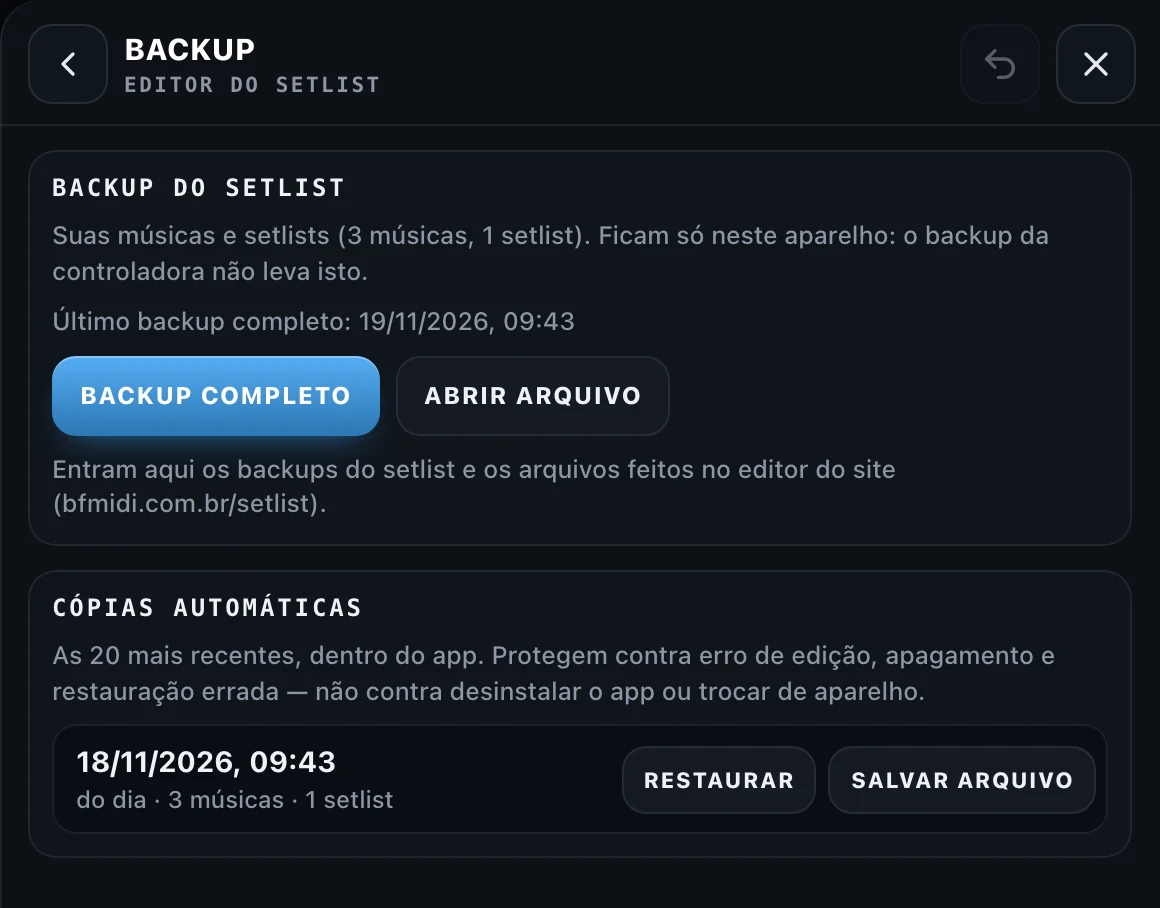 BACKUP
EDITOR DO SETLIST
BACKUP DO SETLIST
Suas músicas e setlists (3 músicas, 1 setlist). Ficam só neste aparelho: o backup da
controladora não leva isto.
Último backup completo: 19/11/2026, 09:43
BACKUP COMPLETO
ABRIR ARQUIVO
Entram aqui os backups do setlist e os arquivos feitos no editor do site
(bfmidi.com.br/setlist).
CÓPIAS AUTOMÁTICAS
As 20 mais recentes, dentro do app. Protegem contra erro de edição, apagamento e
restauração errada — não contra desinstalar o app ou trocar de aparelho.
18/11/2026, 09:43
do dia · 3 músicas · 1 setlist
RESTAURAR
SALVAR ARQUIVO